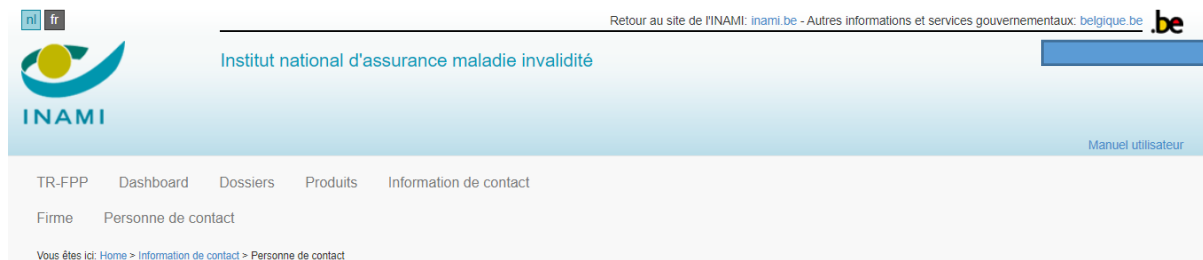 nl fr
Retour au site de l'INAMI: inami.be - Autres informations et services gouvernementaux: belgique.be
.be
Institut national d'assurance maladie invalidité
INAMI
Manuel utilisateur
TR-FPP Dashboard Dossiers Produits Information de contact
Firme Personne de contact
Vous êtes ici: Home > Information de contact > Personne de contact